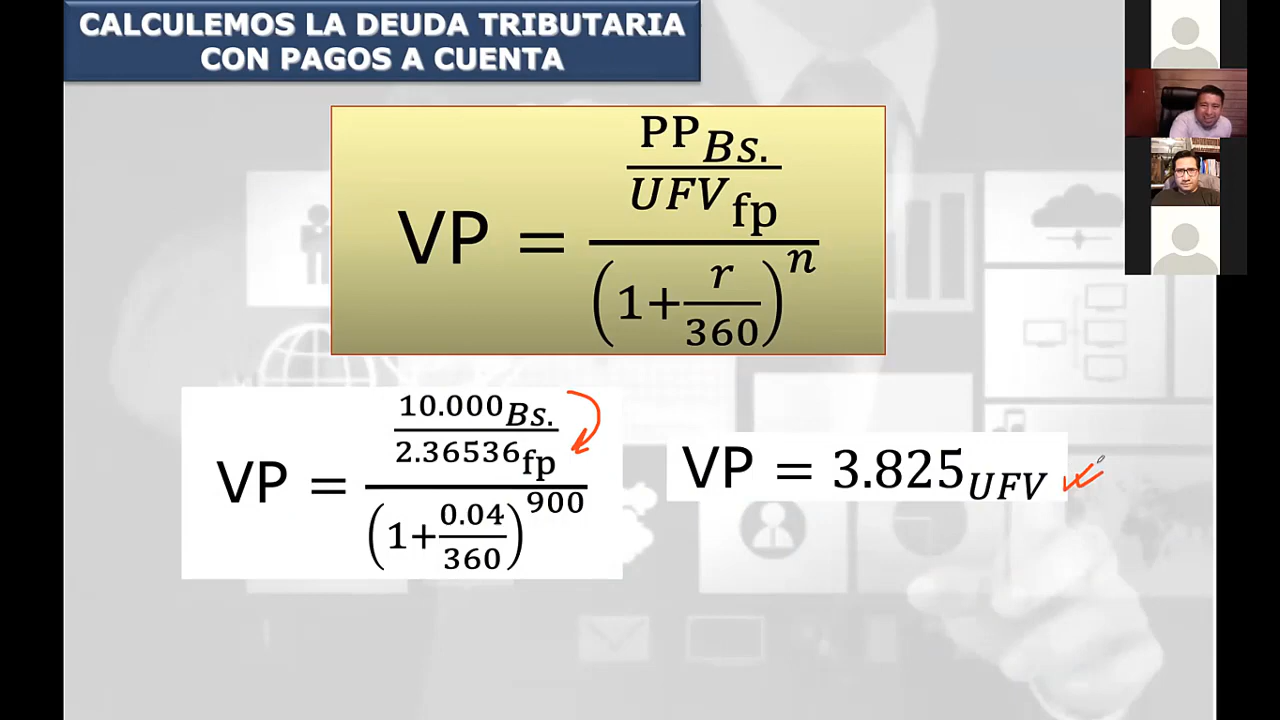 CALCULEMOS LA DEUDA TRIBUTARIA
CON PAGOS A CUENTA
VP = PP Bs. / UFV fp / (1+ r/360)^n
VP = 10.000 Bs. / 2.36536 fp / (1+ 0.04/360)^900
VP = 3.825 UFV